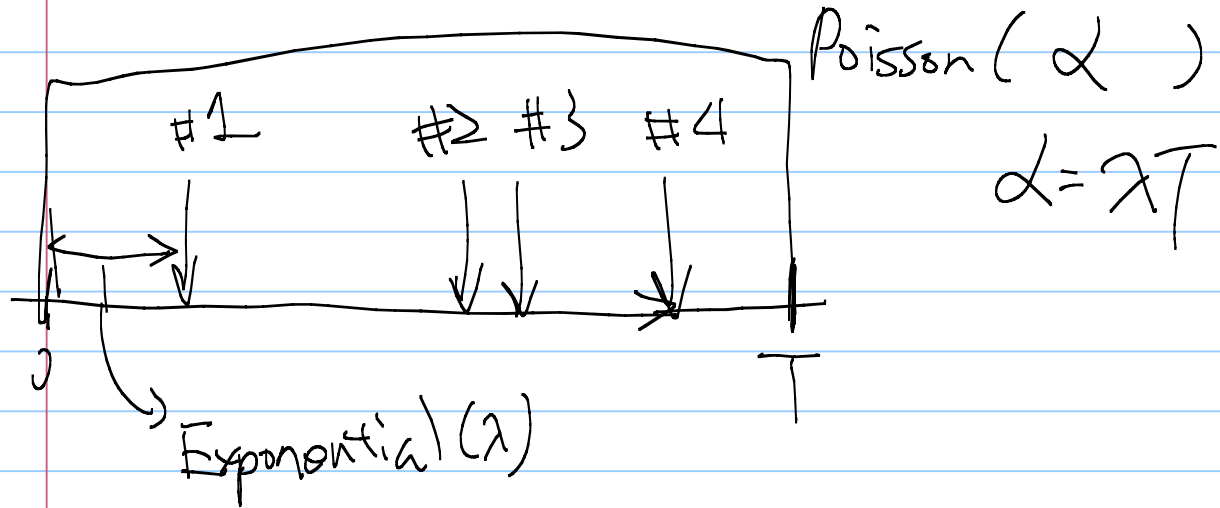 Poisson( α )
#1 #2 #3 #4
α = λT
0
T
Exponential(λ)